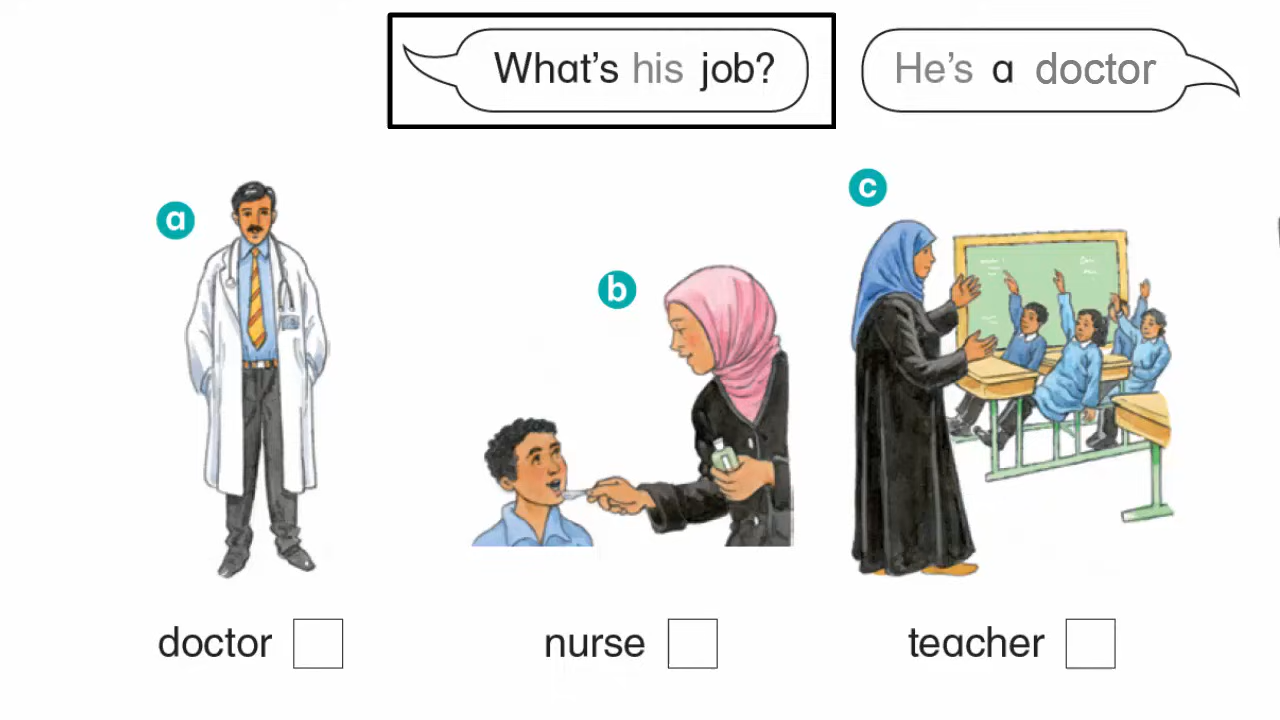 What's his job?
He's a doctor
a
b
c
doctor
nurse
teacher